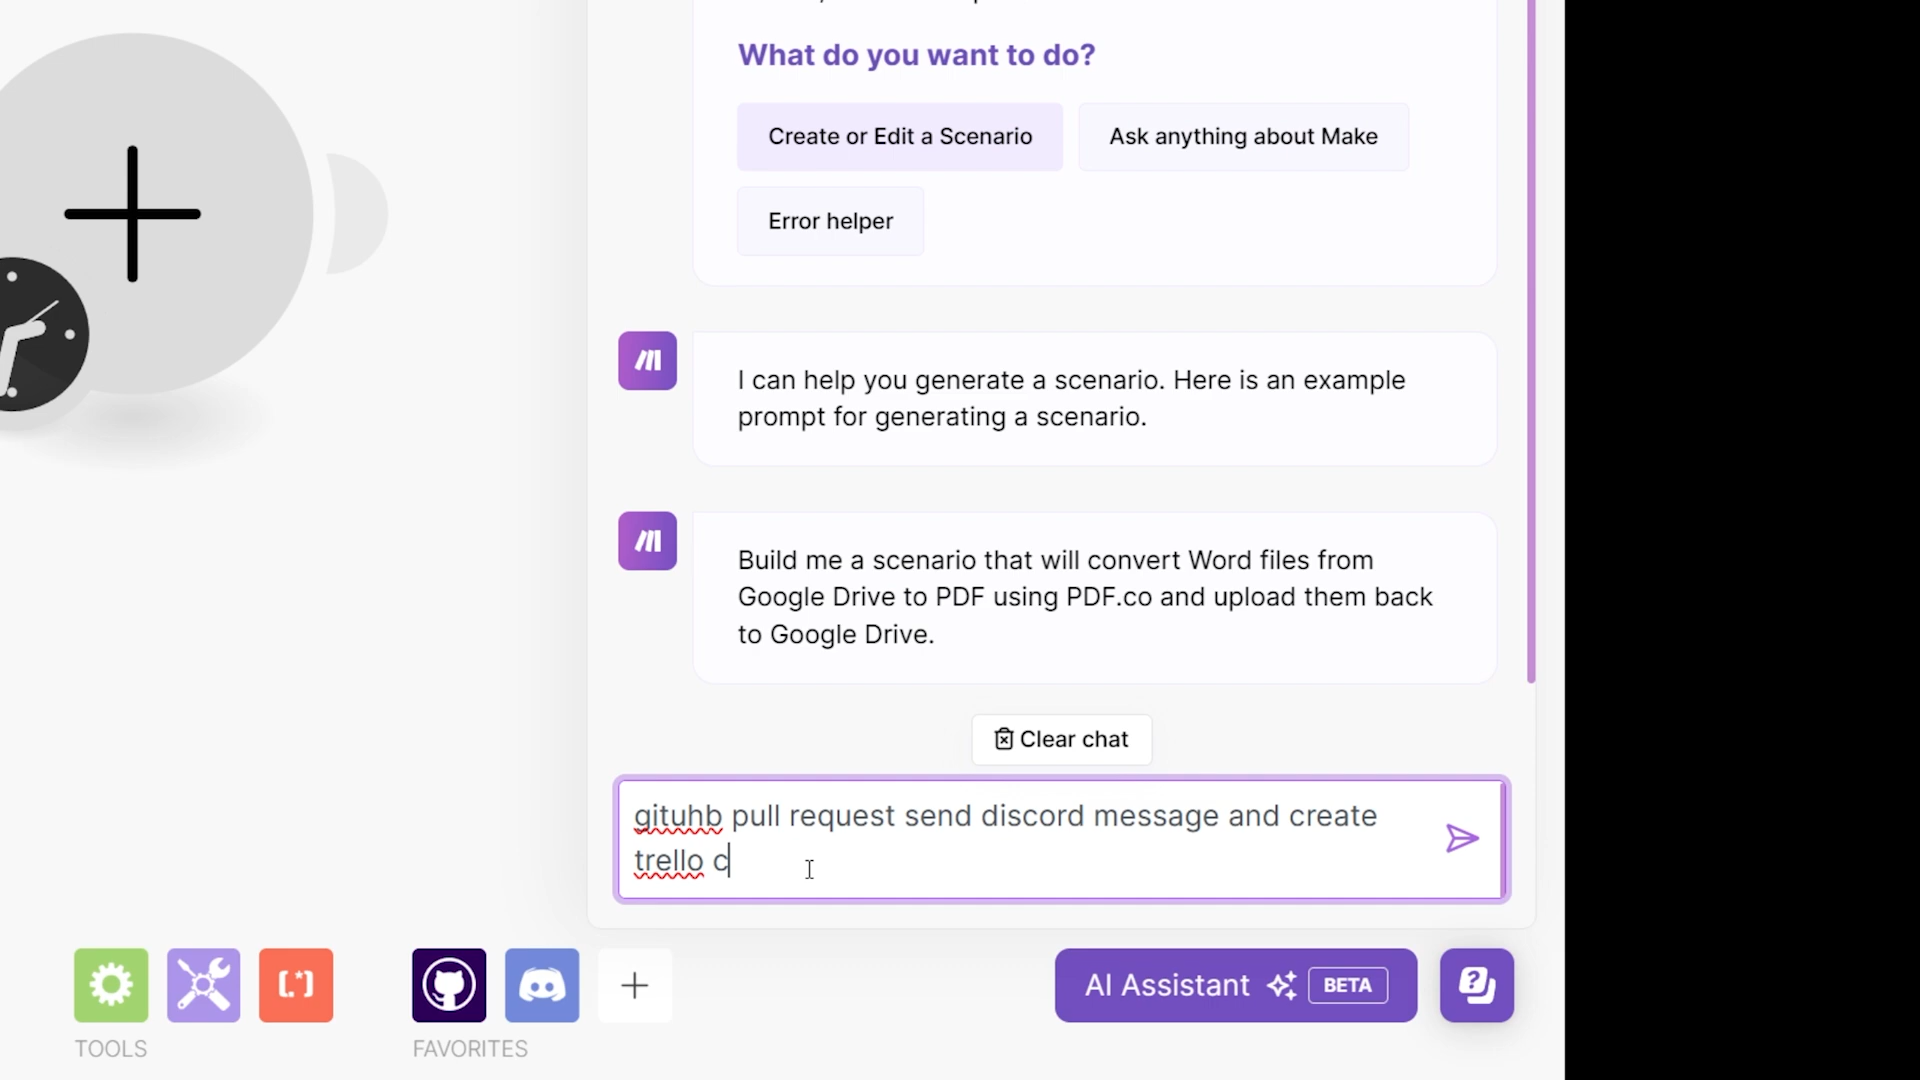 What do you want to do?
Create or Edit a Scenario
Ask anything about Make
Error helper
I can help you generate a scenario. Here is an example
prompt for generating a scenario.
Build me a scenario that will convert Word files from
Google Drive to PDF using PDF.co and upload them back
to Google Drive.
Clear chat
gituhb pull request send discord message and create
trello c
AI Assistant BETA
TOOLS
FAVORITES